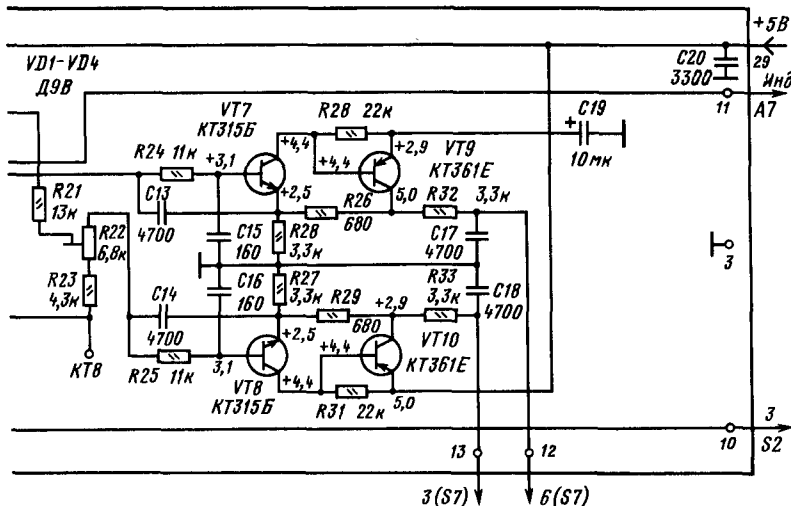 +5В
VD1-VD4
Д9В
C20
3300
29
Инд
11
A7
VT7
КТ315Б
R28 22к
C19
+
10мк
+4,4
+2,9
VT9
КТ361Е
R24 11к
+3,1
+4,4
R21
13к
C13
4700
+2,5
R26
680
5,0
R32
3,3к
R22
6,8к
C15
160
R28
3,3к
C17
4700
3
R23
4,3к
C14
4700
C16
160
R27
3,3к
R29
680
+2,9
R33
3,3к
C18
4700
+2,5
VT10
КТ361Е
КТ8
R25 11к
3,1
+4,4
VT8
КТ315Б
+4,4
R31 22к
5,0
3
10
S2
13
12
3(S7)
6(S7)